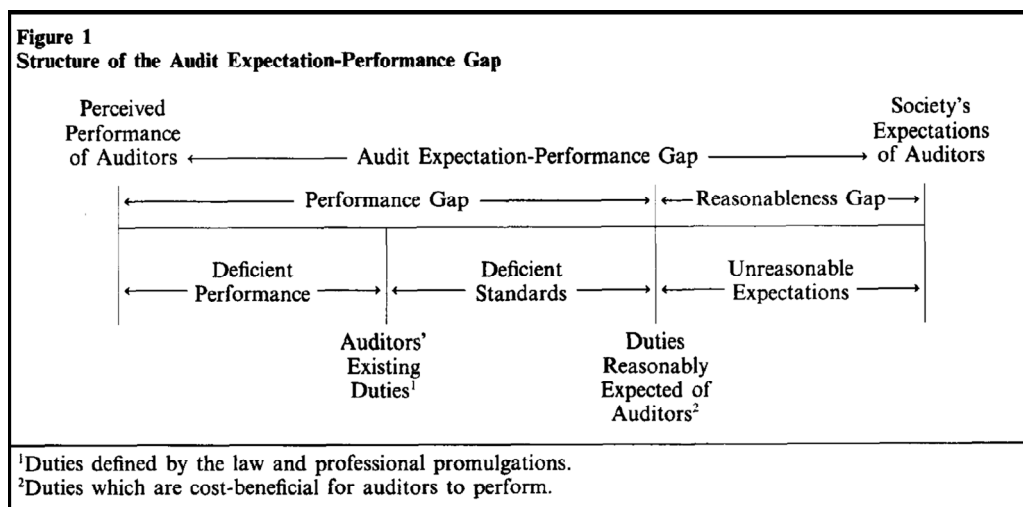 Figure 1
Structure of the Audit Expectation-Performance Gap
Perceived
Performance
of Auditors
Audit Expectation-Performance Gap
Society's
Expectations
of Auditors
Performance Gap
Reasonableness Gap
Deficient
Performance
Deficient
Standards
Unreasonable
Expectations
Auditors'
Existing
Duties¹
Duties
Reasonably
Expected of
Auditors²
¹Duties defined by the law and professional promulgations.
²Duties which are cost-beneficial for auditors to perform.